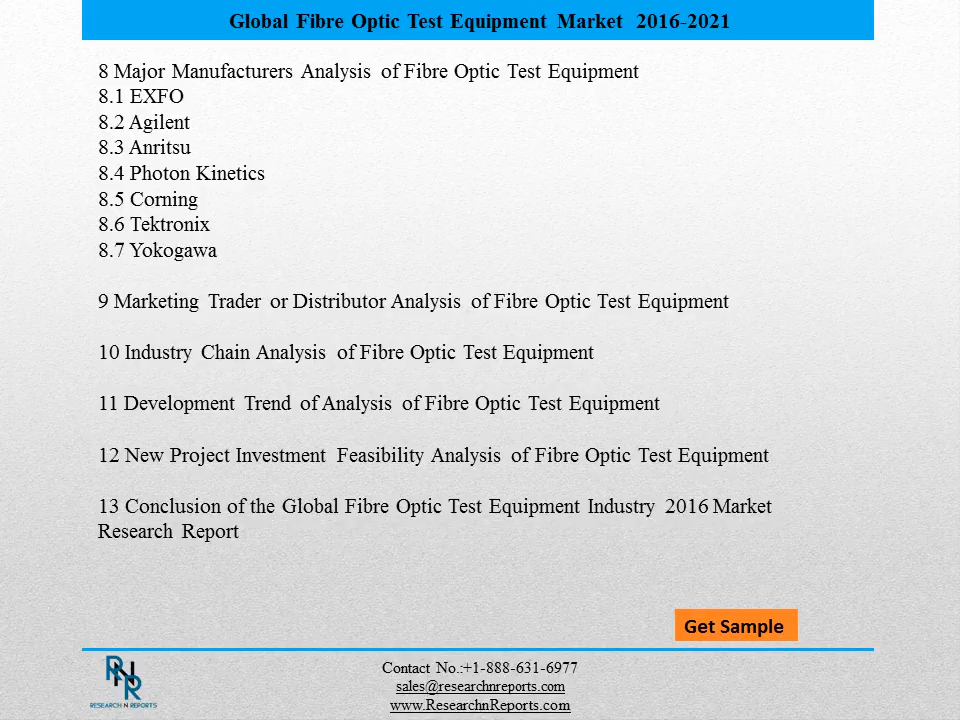 Global Fibre Optic Test Equipment Market 2016-2021
8 Major Manufacturers Analysis of Fibre Optic Test Equipment
8.1 EXFO
8.2 Agilent
8.3 Anritsu
8.4 Photon Kinetics
8.5 Corning
8.6 Tektronix
8.7 Yokogawa
9 Marketing Trader or Distributor Analysis of Fibre Optic Test Equipment
10 Industry Chain Analysis of Fibre Optic Test Equipment
11 Development Trend of Analysis of Fibre Optic Test Equipment
12 New Project Investment Feasibility Analysis of Fibre Optic Test Equipment
13 Conclusion of the Global Fibre Optic Test Equipment Industry 2016 Market
Research Report
Get Sample
RNR
RESEARCH N REPORTS
Contact No.:+1-888-631-6977
sales@researchnreports.com
www.ResearchnReports.com